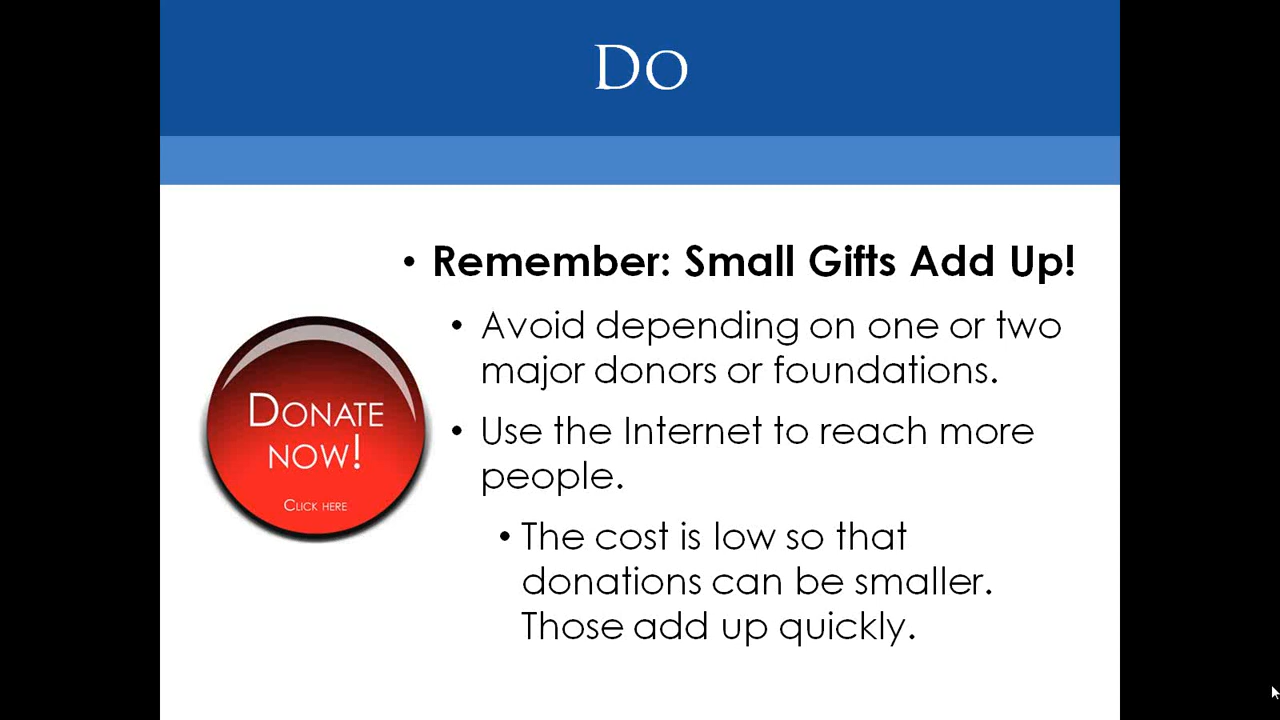 Do
• Remember: Small Gifts Add Up!
• Avoid depending on one or two
major donors or foundations.
• Use the Internet to reach more
people.
• The cost is low so that
donations can be smaller.
Those add up quickly.
DONATE
NOW!
CLICK HERE